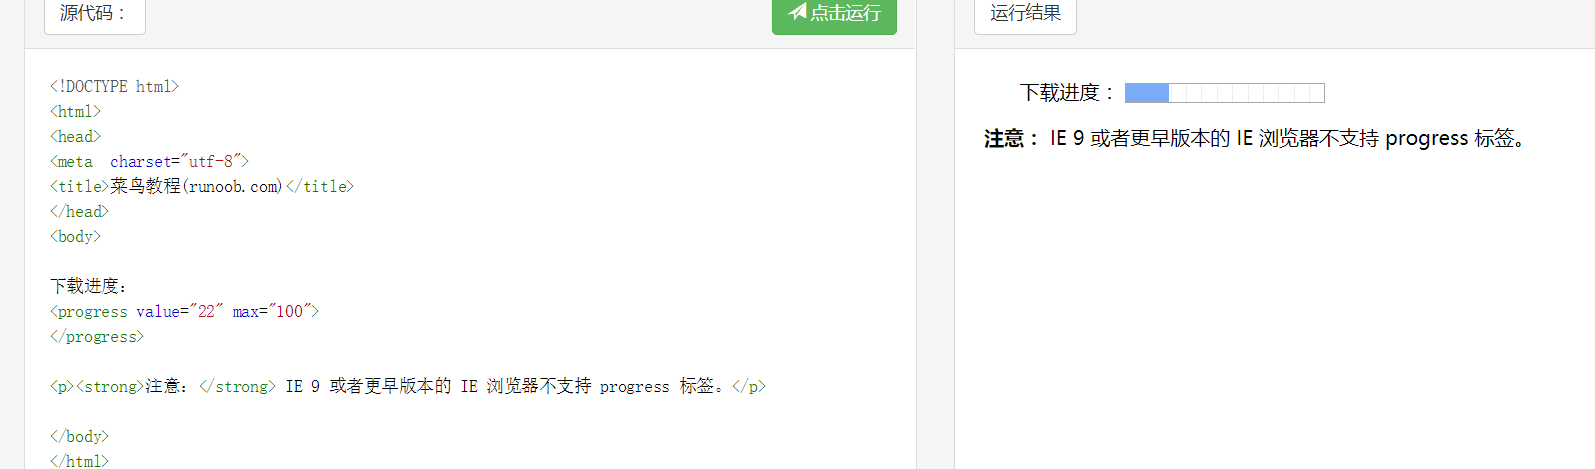 源代码：
点击运行
<!DOCTYPE html>
<html>
<head>
<meta  charset="utf-8">
<title>菜鸟教程(runoob.com)</title>
</head>
<body>
下载进度：
<progress value="22" max="100">
</progress>
<p><strong>注意：</strong> IE 9 或者更早版本的 IE 浏览器不支持 progress 标签。</p>
</body>
</html>
运行结果
下载进度：
注意： IE 9 或者更早版本的 IE 浏览器不支持 progress 标签。